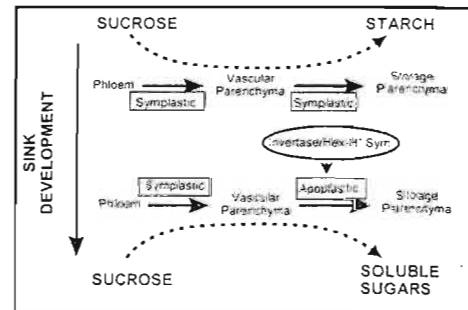 SUCROSE STARCH
Phloem Vascular Parenchyma Storage Parenchyma
Symplastic Symplastic
Invertase/Hex-H⁺ Sym
SINK DEVELOPMENT
Symplastic Apoplastic
Phloem Vascular Parenchyma Storage Parenchyma
SUCROSE SOLUBLE SUGARS